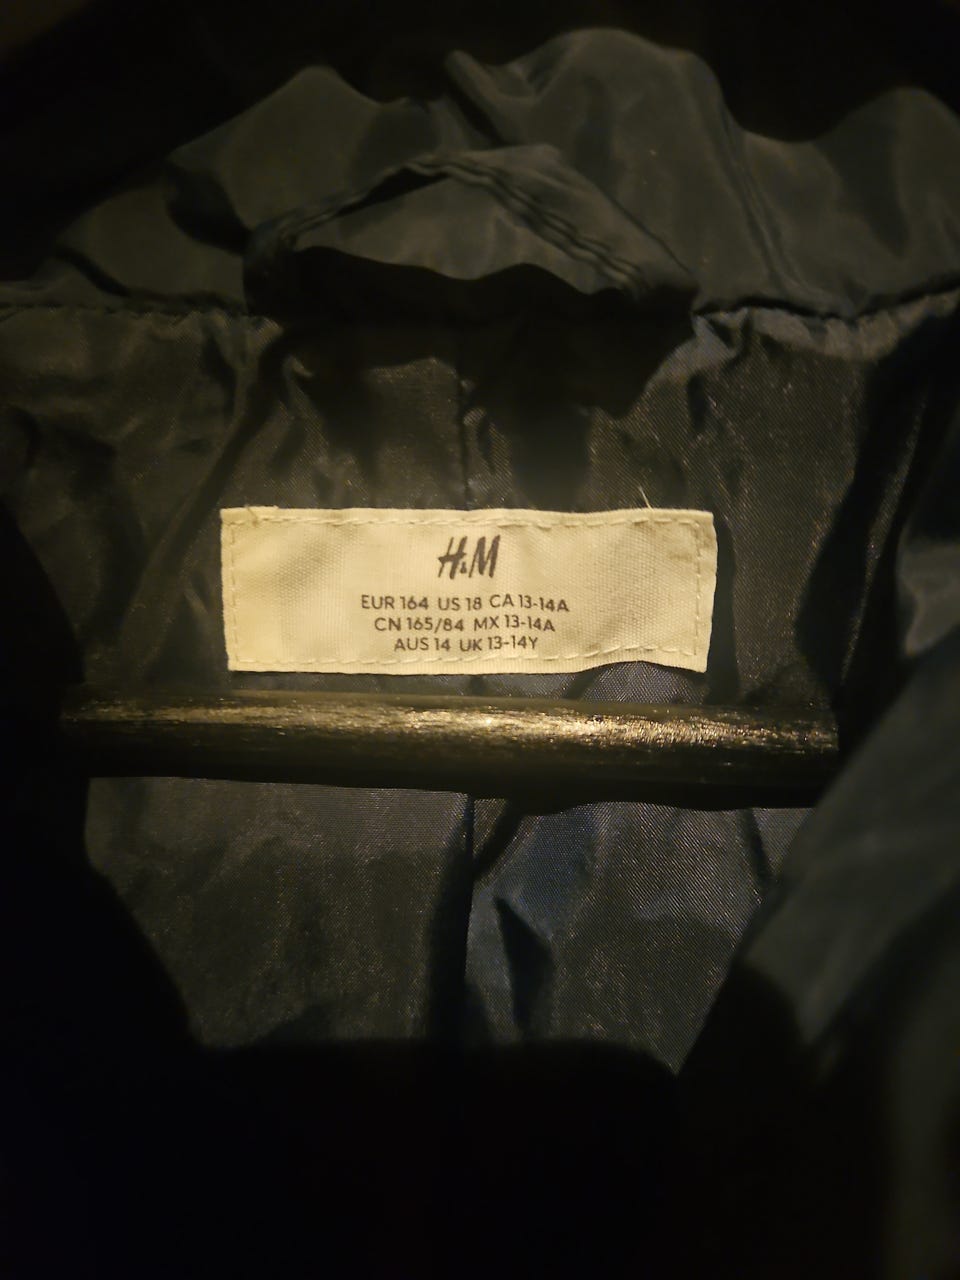 H&M
EUR 164 US 18 CA 13-14A
CN 165/84 MX 13-14A
AUS 14 UK 13-14Y